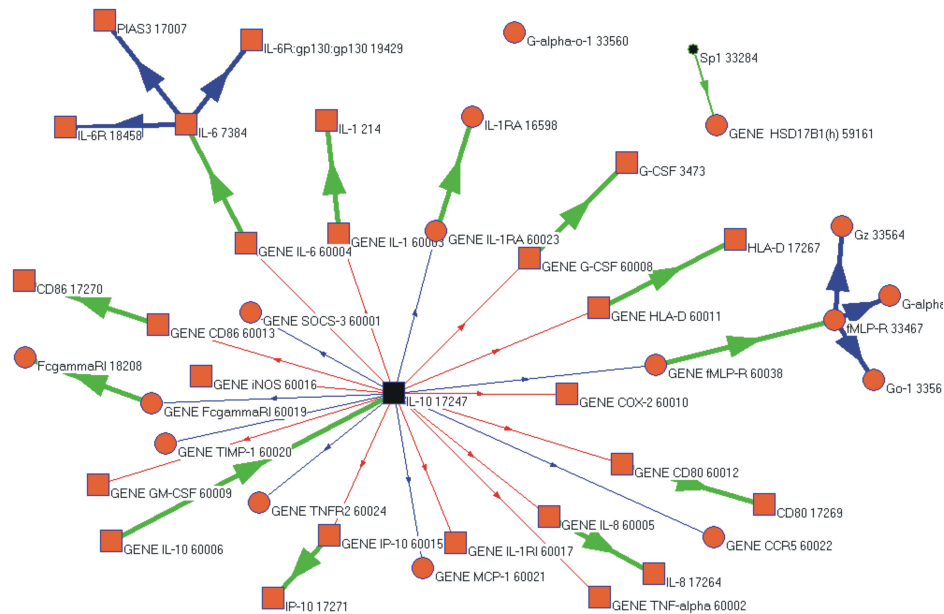 PIAS3 17007
IL-6R:gp130:gp130 19429
G-alpha-o-1 33560
Sp1 33284
IL-6R 18458
IL-6 7384
IL-1 214
IL-1RA 16598
GENE HSD17B1(h) 59161
G-CSF 3473
GENE IL-6 60004
GENE IL-1 60003
GENE IL-1RA 60023
GENE G-CSF 60008
HLA-D 17267
Gz 33564
CD86 17270
GENE SOCS-3 60001
GENE HLA-D 60011
G-alpha
GENE CD86 60013
fMLP-R 33467
FcgammaRI 18208
GENE iNOS 60016
GENE fMLP-R 60038
Go-1 3356
IL-10 17247
GENE COX-2 60010
GENE FcgammaRI 60019
GENE TIMP-1 60020
GENE CD80 60012
GENE GM-CSF 60009
GENE TNFR2 60024
CD80 17269
GENE IL-8 60005
GENE IL-10 60006
GENE IP-10 60015
GENE IL-1RI 60017
GENE CCR5 60022
GENE MCP-1 60021
IL-8 17264
IP-10 17271
GENE TNF-alpha 60002